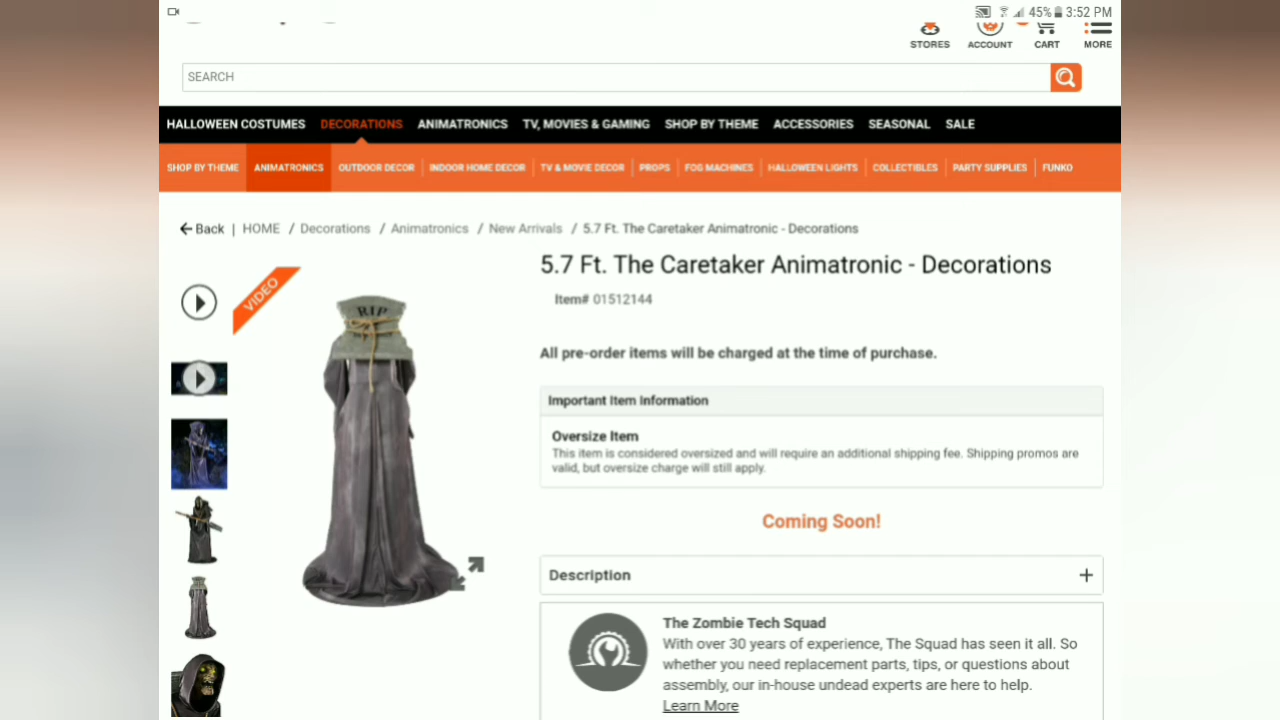 45% 3:52 PM
STORES ACCOUNT CART MORE
SEARCH
HALLOWEEN COSTUMES DECORATIONS ANIMATRONICS TV, MOVIES & GAMING SHOP BY THEME ACCESSORIES SEASONAL SALE
SHOP BY THEME ANIMATRONICS OUTDOOR DECOR INDOOR HOME DECOR TV & MOVIE DECOR PROPS FOG MACHINES HALLOWEEN LIGHTS COLLECTIBLES PARTY SUPPLIES FUNKO
Back | HOME / Decorations / Animatronics / New Arrivals / 5.7 Ft. The Caretaker Animatronic - Decorations
5.7 Ft. The Caretaker Animatronic - Decorations
Item# 01512144
VIDEO
RIP
All pre-order items will be charged at the time of purchase.
Important Item Information
Oversize Item
This item is considered oversized and will require an additional shipping fee. Shipping promos are
valid, but oversize charge will still apply.
Coming Soon!
Description +
The Zombie Tech Squad
With over 30 years of experience, The Squad has seen it all. So
whether you need replacement parts, tips, or questions about
assembly, our in-house undead experts are here to help.
Learn More